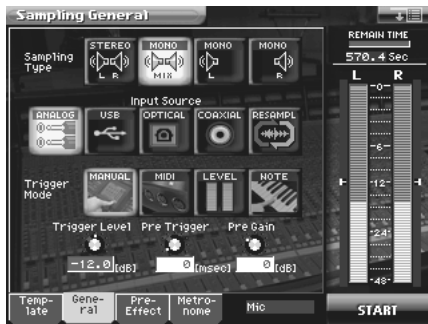 Sampling General
REMAIN TIME
570.4 Sec
L R
Sampling Type
STEREO L R
MONO MIX
MONO L
MONO R
Input Source
ANALOG USB OPTICAL COAXIAL RESAMPL
Trigger Mode
MANUAL MIDI LEVEL NOTE
Trigger Level Pre Trigger Pre Gain
-12.0 [dB] 0 [msec] 0 [dB]
-0-
-6-
-12-
-24-
-48-
Temp-late Gene-ral Pre-Effect Metro-nome Mic START